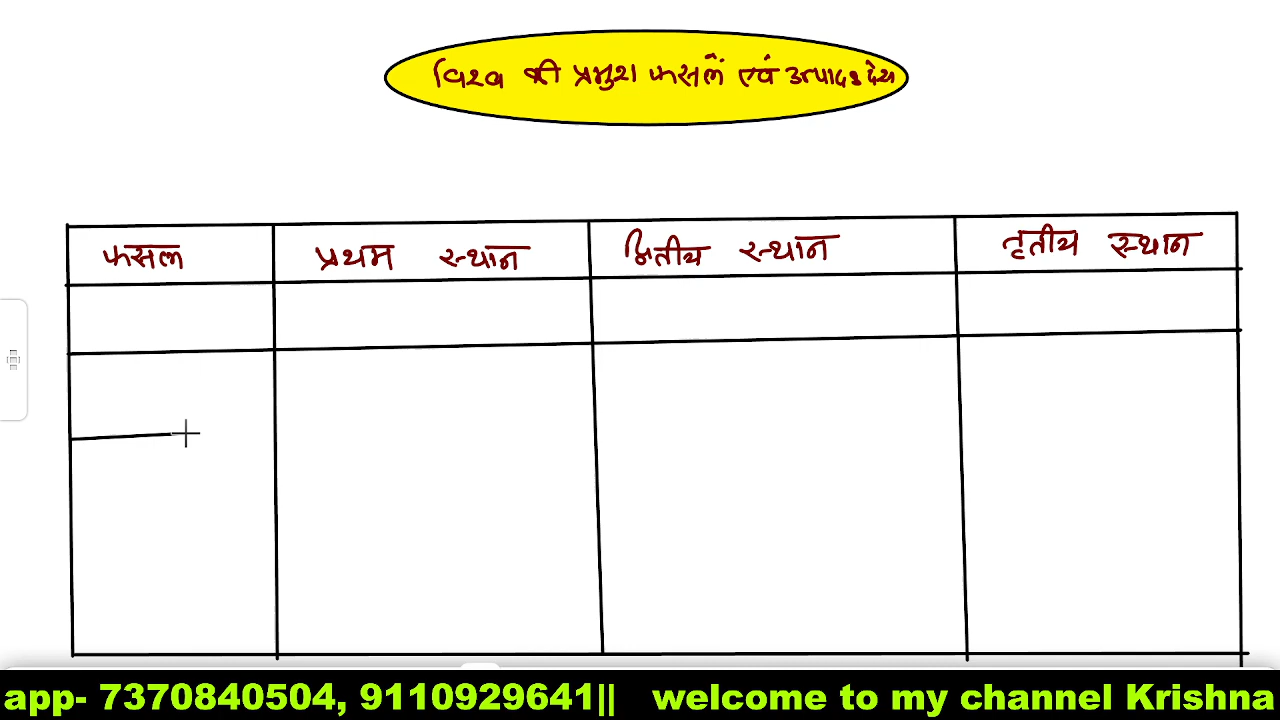 विश्व की प्रमुख फसलें एवं उत्पादक देश
फसल प्रथम स्थान द्वितीय स्थान तृतीय स्थान
app- 7370840504, 9110929641|| welcome to my channel Krishna